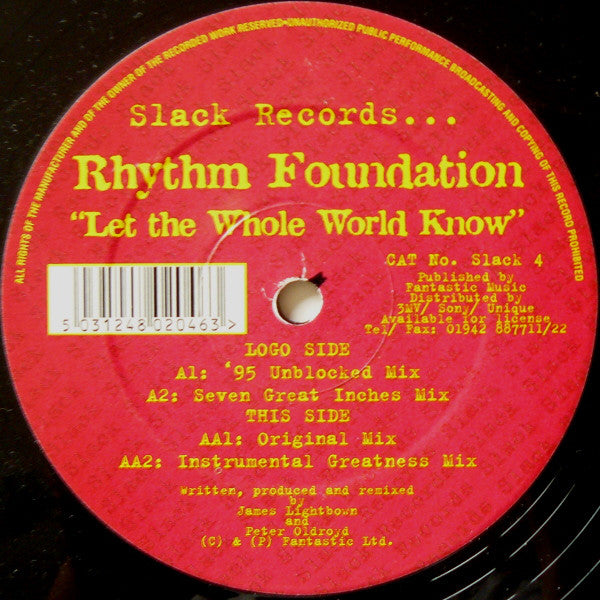 ALL RIGHTS OF THE MANUFACTURER AND OF THE OWNER OF THE RECORDED WORK RESERVED•UNAUTHORIZED PUBLIC PERFORMANCE BROADCASTING AND COPYING OF THIS RECORD PROHIBITED
Slack Records...
Rhythm Foundation
"Let the Whole World Know"
CAT No. Slack 4
Published by
Fantastic Music
Distributed by
3MV/ Sony/ Unique
Available for license
Tel/ Fax: 01942 887711/22
5 031248 020463 >
LOGO SIDE
A1: '95 Unblocked Mix
A2: Seven Great Inches Mix
THIS SIDE
AA1: Original Mix
AA2: Instrumental Greatness Mix
Written, produced and remixed
by
James Lightbown
and
Peter Oldroyd
(C) & (P) Fantastic Ltd.